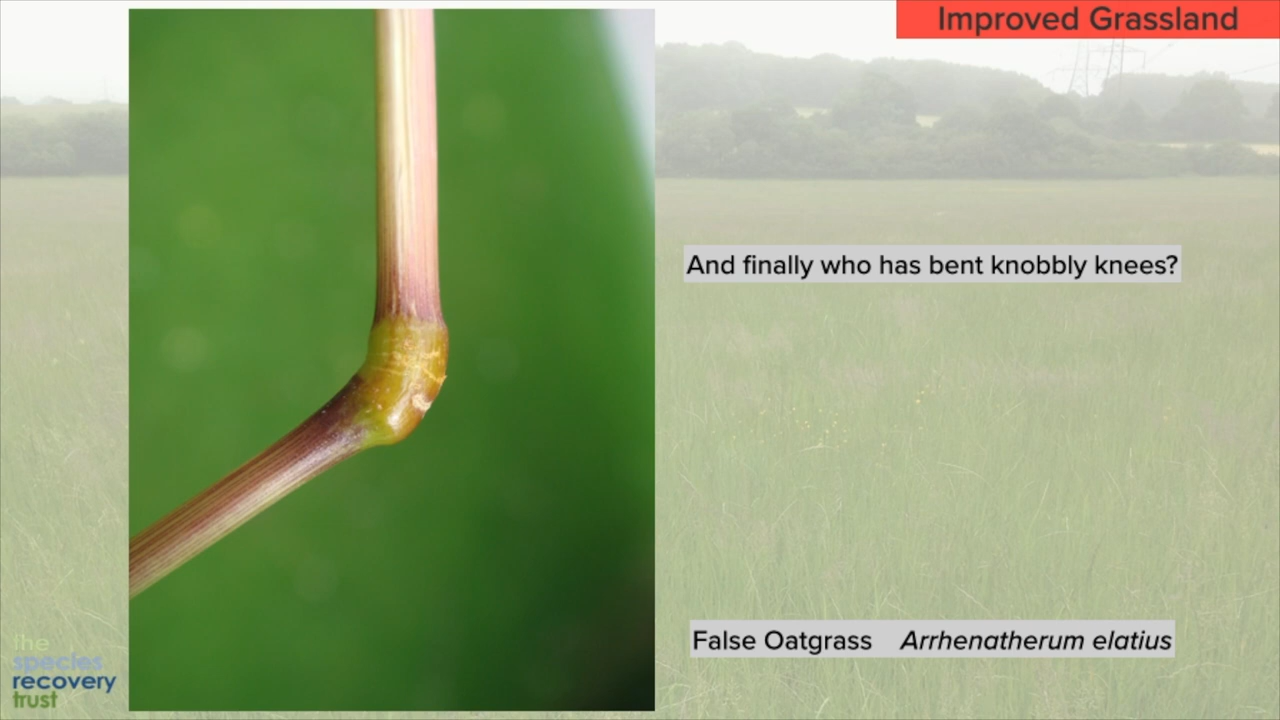 Improved Grassland
And finally who has bent knobbly knees?
False Oatgrass Arrhenatherum elatius
the
species
recovery
trust